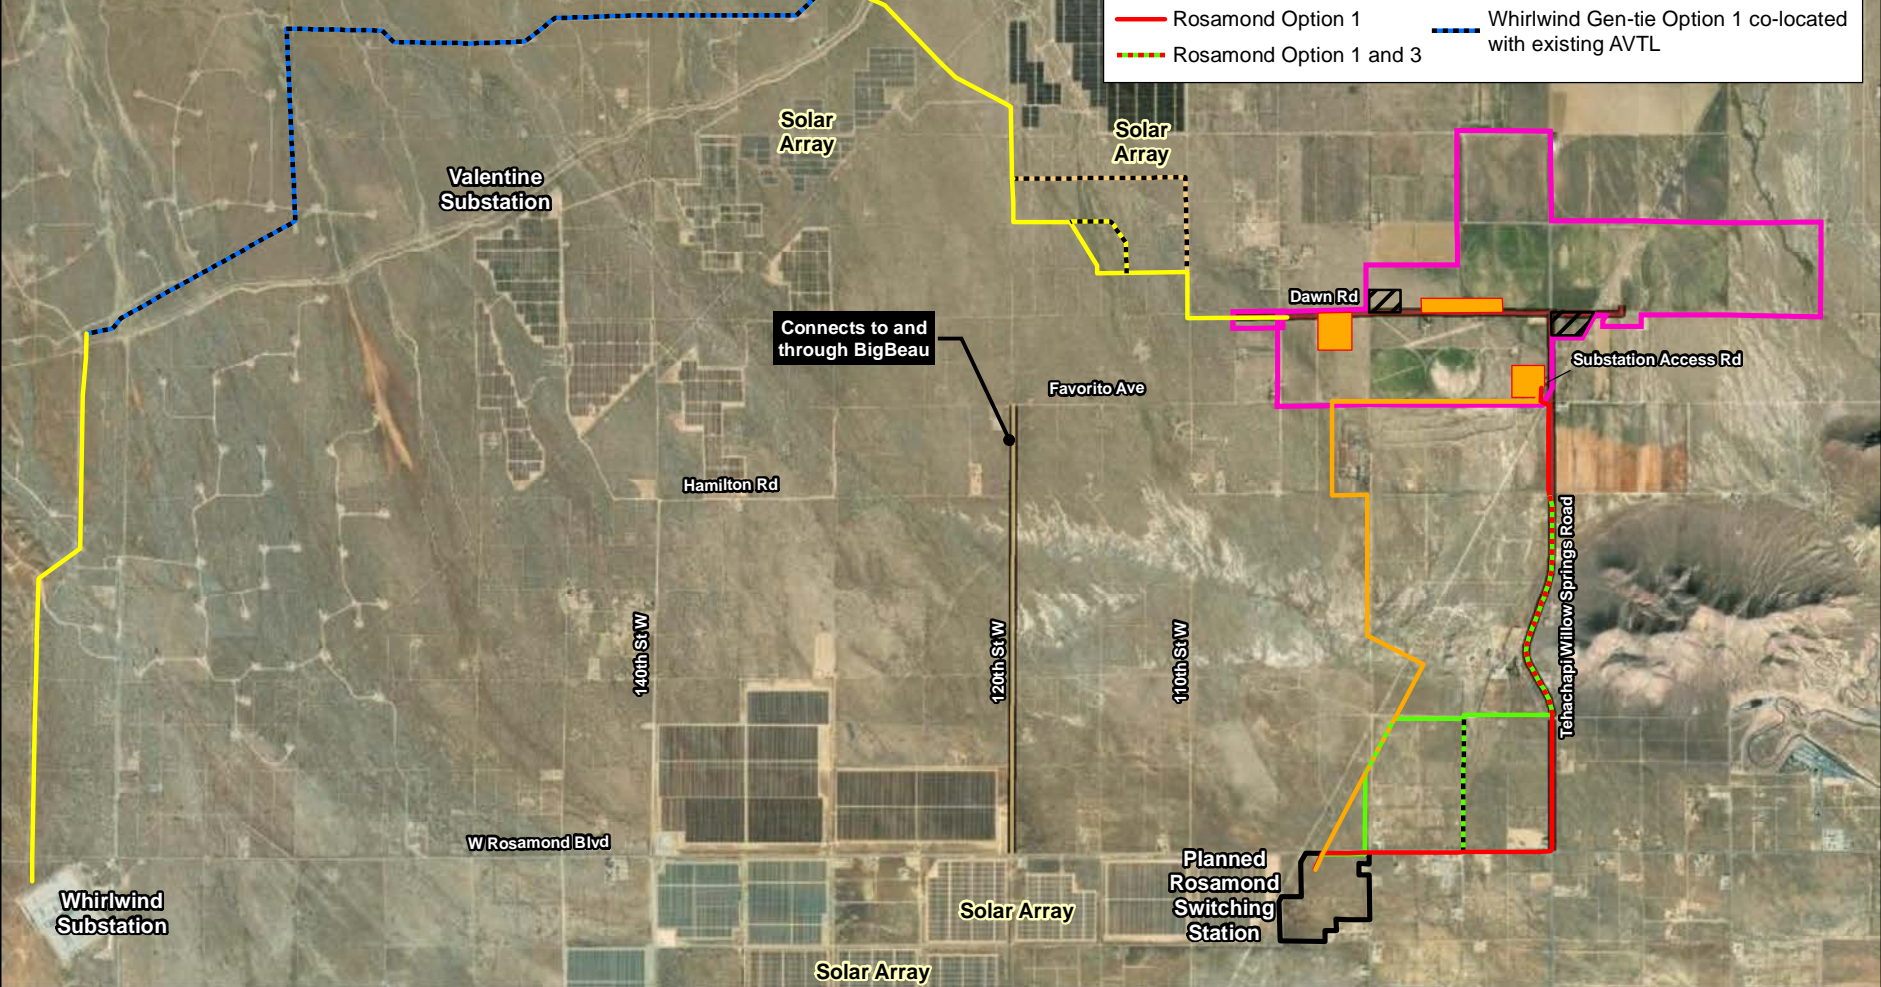 Rosamond Option 1
Rosamond Option 1 and 3
Whirlwind Gen-tie Option 1 co-located
with existing AVTL
Solar
Array
Solar
Array
Valentine
Substation
Dawn Rd
Connects to and
through BigBeau
Substation Access Rd
Favorito Ave
Hamilton Rd
Tehachapi Willow Springs Road
140th St W
120th St W
110th St W
W Rosamond Blvd
Planned
Rosamond
Switching
Station
Whirlwind
Substation
Solar Array
Solar Array